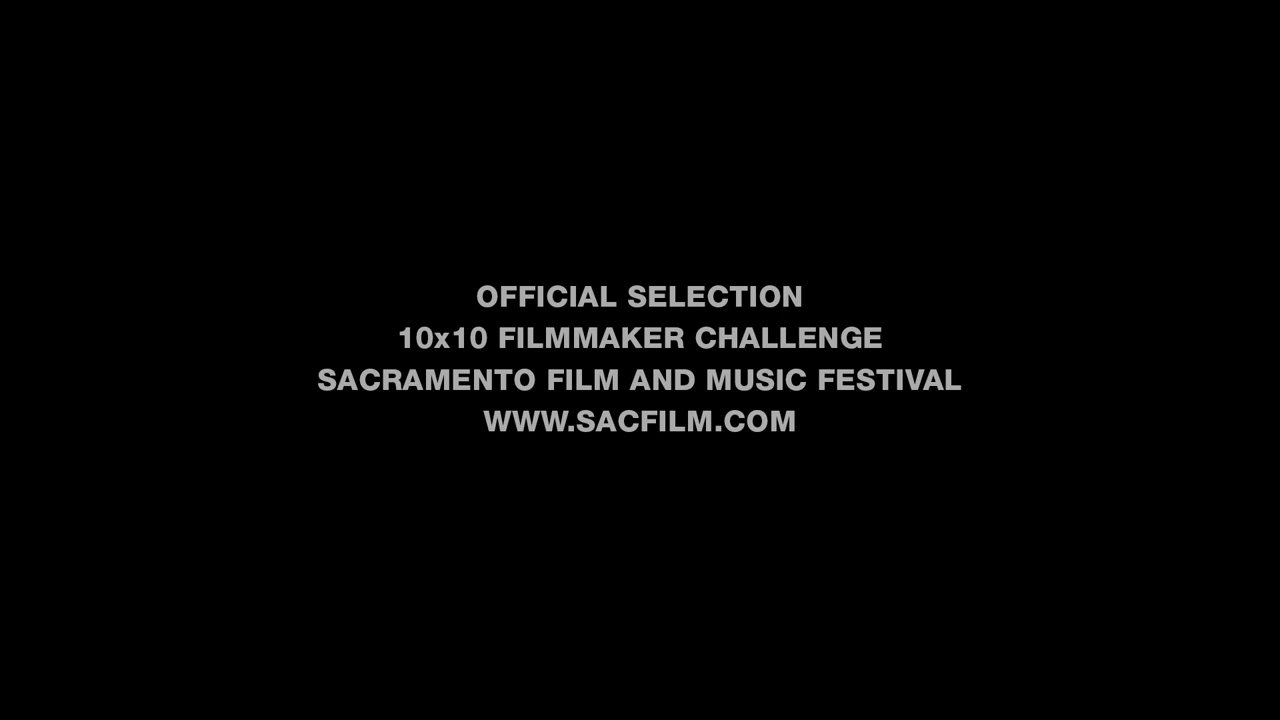 OFFICIAL SELECTION
10x10 FILMMAKER CHALLENGE
SACRAMENTO FILM AND MUSIC FESTIVAL
WWW.SACFILM.COM